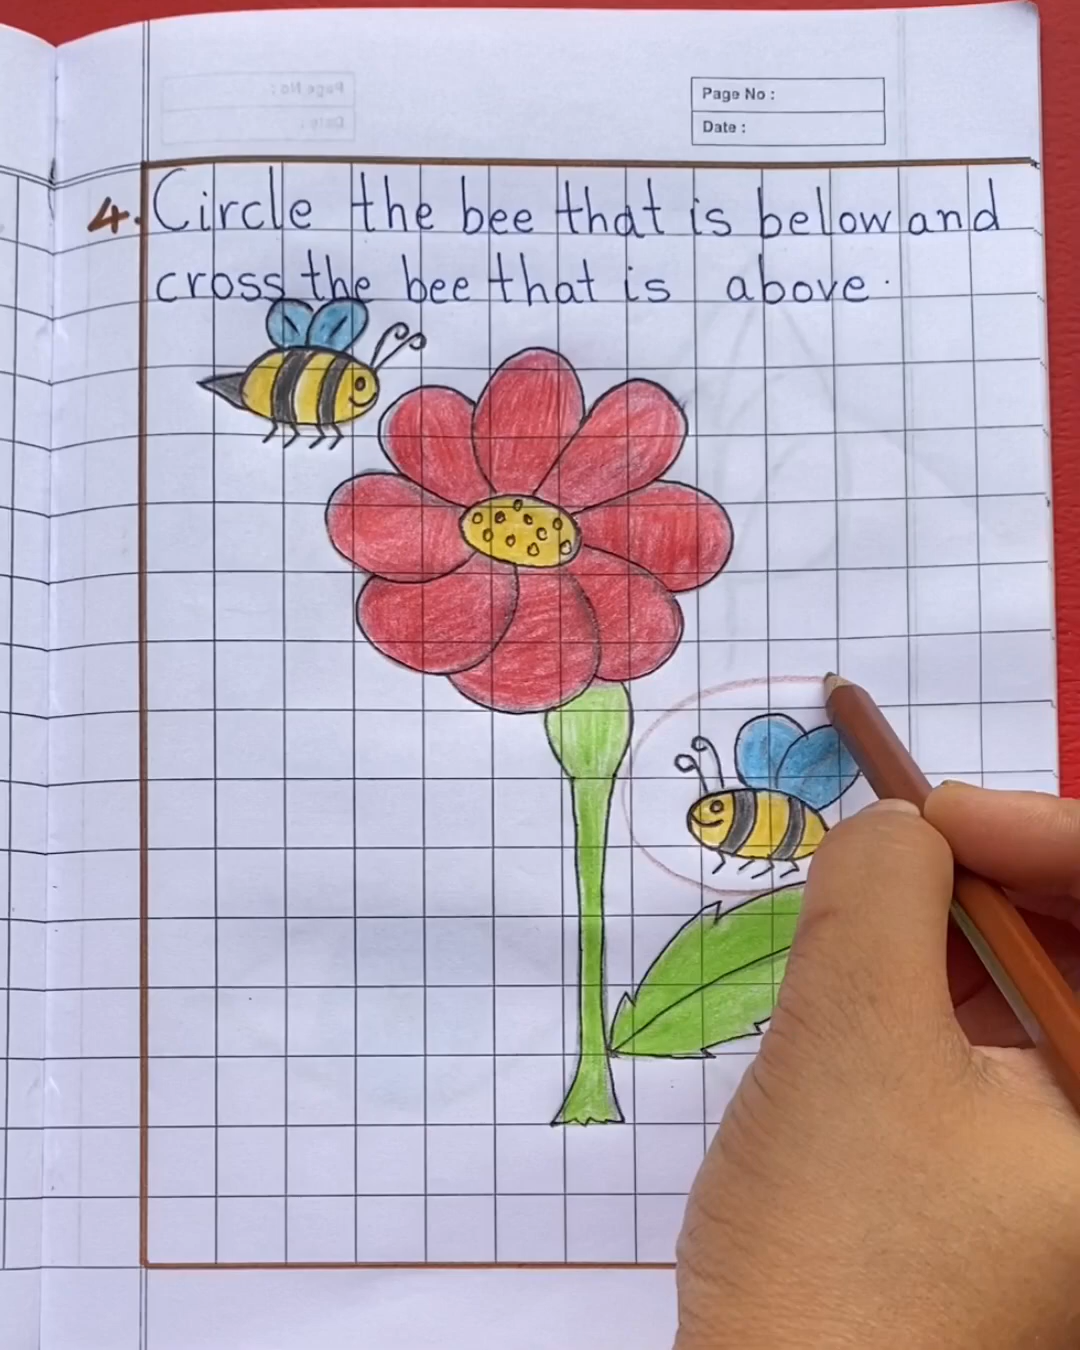 Page No :
Date :
4. Circle the bee that is below and
cross the bee that is above.